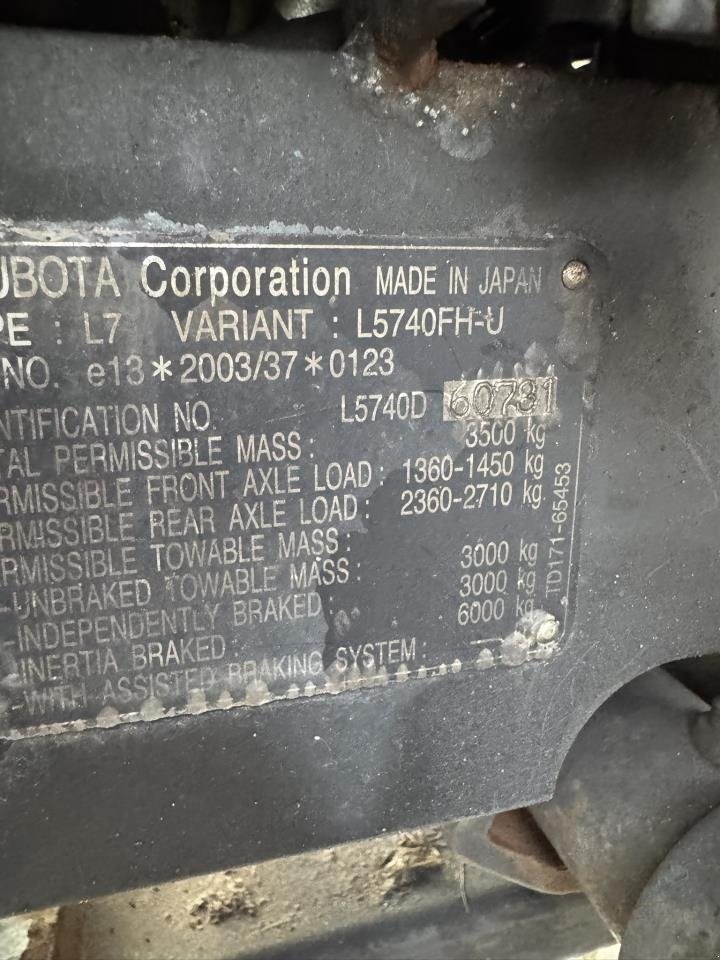 UBOTA Corporation MADE IN JAPAN
PE : L7 VARIANT : L5740FH-U
NO. e13*2003/37*0123
NTIFICATION NO. L5740D 60731
TAL PERMISSIBLE MASS : 3500 kg
RMISSIBLE FRONT AXLE LOAD : 1360-1450 kg
RMISSIBLE REAR AXLE LOAD : 2360-2710 kg
RMISSIBLE TOWABLE MASS :
-UNBRAKED TOWABLE MASS : 3000 kg
-INDEPENDENTLY BRAKED : 3000 kg
-INERTIA BRAKED : 6000 kg
-WITH ASSISTED BRAKING SYSTEM :
TD171-65453